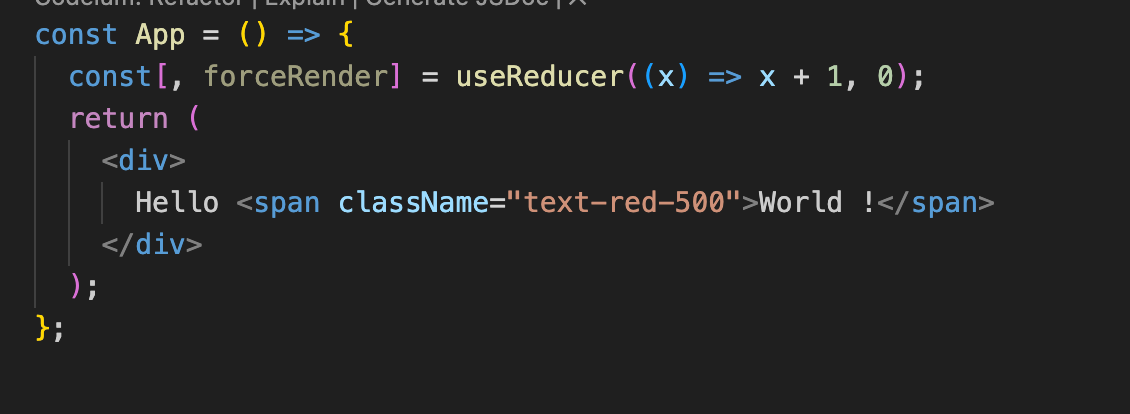 Codeium: Refactor | Explain | Generate JSDoc | ×
const App = () => {
const[, forceRender] = useReducer((x) => x + 1, 0);
return (
<div>
Hello <span className="text-red-500">World !</span>
</div>
);
};